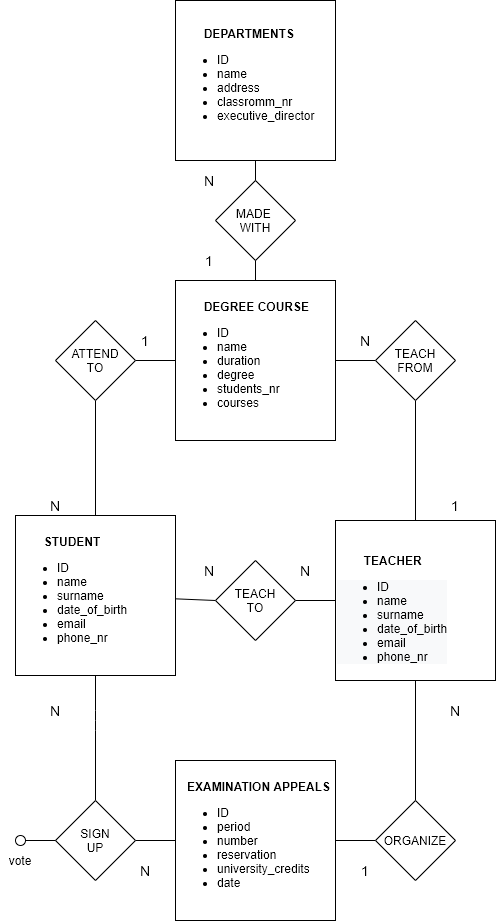 DEPARTMENTS
ID
name
address
classromm_nr
executive_director
N
MADE
WITH
1
DEGREE COURSE
ID
name
duration
degree
students_nr
courses
ATTEND
TO
1
N
TEACH
FROM
N
1
STUDENT
ID
name
surname
date_of_birth
email
phone_nr
N
TEACH
TO
N
TEACHER
ID
name
surname
date_of_birth
email
phone_nr
N
N
EXAMINATION APPEALS
ID
period
number
reservation
university_credits
date
SIGN
UP
vote
N
ORGANIZE
1